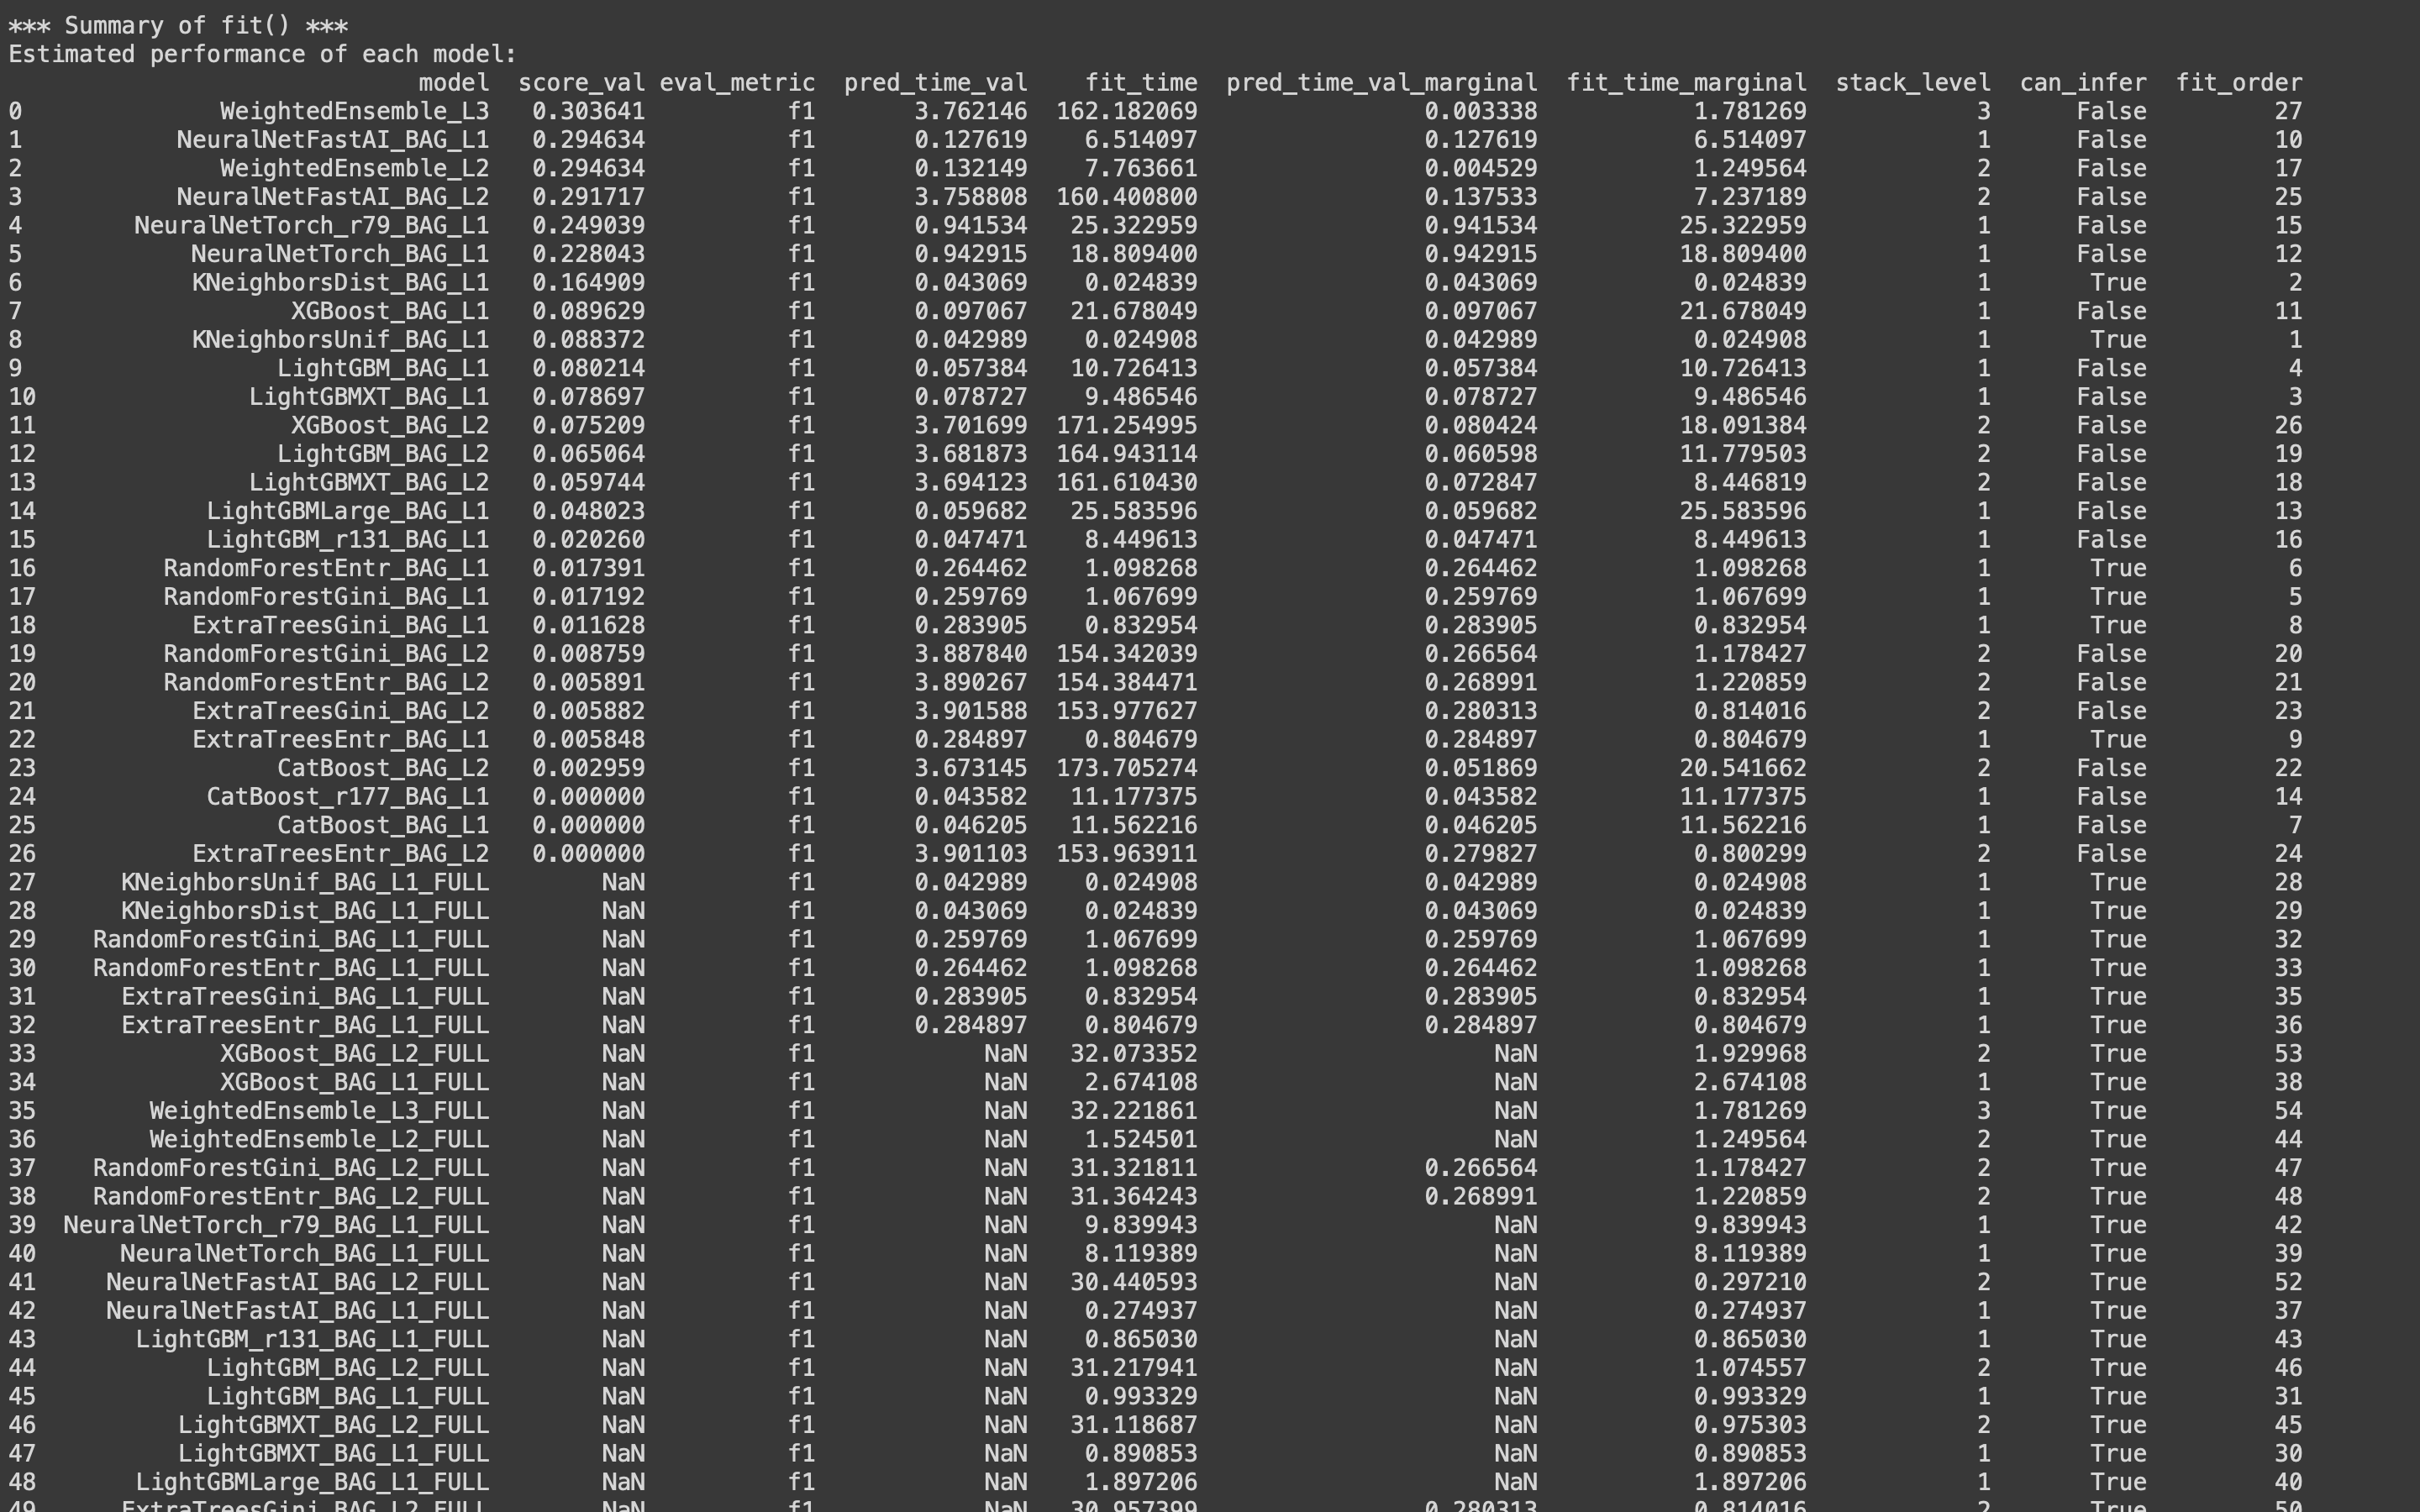 *** Summary of fit() ***
Estimated performance of each model:
model score_val eval_metric pred_time_val fit_time pred_time_val_marginal fit_time_marginal stack_level can_infer fit_order
0 WeightedEnsemble_L3 0.303641 f1 3.762146 162.182069 0.003338 1.781269 3 False 27
1 NeuralNetFastAI_BAG_L1 0.294634 f1 0.127619 6.514097 0.127619 6.514097 1 False 10
2 WeightedEnsemble_L2 0.294634 f1 0.132149 7.763661 0.004529 1.249564 2 False 17
3 NeuralNetFastAI_BAG_L2 0.291717 f1 3.758808 160.400800 0.137533 7.237189 2 False 25
4 NeuralNetTorch_r79_BAG_L1 0.249039 f1 0.941534 25.322959 0.941534 25.322959 1 False 15
5 NeuralNetTorch_BAG_L1 0.228043 f1 0.942915 18.809400 0.942915 18.809400 1 False 12
6 KNeighborsDist_BAG_L1 0.164909 f1 0.043069 0.024839 0.043069 0.024839 1 True 2
7 XGBoost_BAG_L1 0.089629 f1 0.097067 21.678049 0.097067 21.678049 1 False 11
8 KNeighborsUnif_BAG_L1 0.088372 f1 0.042989 0.024908 0.042989 0.024908 1 True 1
9 LightGBM_BAG_L1 0.080214 f1 0.057384 10.726413 0.057384 10.726413 1 False 4
10 LightGBMXT_BAG_L1 0.078697 f1 0.078727 9.486546 0.078727 9.486546 1 False 3
11 XGBoost_BAG_L2 0.075209 f1 3.701699 171.254995 0.080424 18.091384 2 False 26
12 LightGBM_BAG_L2 0.065064 f1 3.681873 164.943114 0.060598 11.779503 2 False 19
13 LightGBMXT_BAG_L2 0.059744 f1 3.694123 161.610430 0.072847 8.446819 2 False 18
14 LightGBMLarge_BAG_L1 0.048023 f1 0.059682 25.583596 0.059682 25.583596 1 False 13
15 LightGBM_r131_BAG_L1 0.020260 f1 0.047471 8.449613 0.047471 8.449613 1 False 16
16 RandomForestEntr_BAG_L1 0.017391 f1 0.264462 1.098268 0.264462 1.098268 1 True 6
17 RandomForestGini_BAG_L1 0.017192 f1 0.259769 1.067699 0.259769 1.067699 1 True 5
18 ExtraTreesGini_BAG_L1 0.011628 f1 0.283905 0.832954 0.283905 0.832954 1 True 8
19 RandomForestGini_BAG_L2 0.008759 f1 3.887840 154.342039 0.266564 1.178427 2 False 20
20 RandomForestEntr_BAG_L2 0.005891 f1 3.890267 154.384471 0.268991 1.220859 2 False 21
21 ExtraTreesGini_BAG_L2 0.005882 f1 3.901588 153.977627 0.280313 0.814016 2 False 23
22 ExtraTreesEntr_BAG_L1 0.005848 f1 0.284897 0.804679 0.284897 0.804679 1 True 9
23 CatBoost_BAG_L2 0.002959 f1 3.673145 173.705274 0.051869 20.541662 2 False 22
24 CatBoost_r177_BAG_L1 0.000000 f1 0.043582 11.177375 0.043582 11.177375 1 False 14
25 CatBoost_BAG_L1 0.000000 f1 0.046205 11.562216 0.046205 11.562216 1 False 7
26 ExtraTreesEntr_BAG_L2 0.000000 f1 3.901103 153.963911 0.279827 0.800299 2 False 24
27 KNeighborsUnif_BAG_L1_FULL NaN f1 0.042989 0.024908 0.042989 0.024908 1 True 28
28 KNeighborsDist_BAG_L1_FULL NaN f1 0.043069 0.024839 0.043069 0.024839 1 True 29
29 RandomForestGini_BAG_L1_FULL NaN f1 0.259769 1.067699 0.259769 1.067699 1 True 32
30 RandomForestEntr_BAG_L1_FULL NaN f1 0.264462 1.098268 0.264462 1.098268 1 True 33
31 ExtraTreesGini_BAG_L1_FULL NaN f1 0.283905 0.832954 0.283905 0.832954 1 True 35
32 ExtraTreesEntr_BAG_L1_FULL NaN f1 0.284897 0.804679 0.284897 0.804679 1 True 36
33 XGBoost_BAG_L2_FULL NaN f1 NaN 32.073352 NaN 1.929968 2 True 53
34 XGBoost_BAG_L1_FULL NaN f1 NaN 2.674108 NaN 2.674108 1 True 38
35 WeightedEnsemble_L3_FULL NaN f1 NaN 32.221861 NaN 1.781269 3 True 54
36 WeightedEnsemble_L2_FULL NaN f1 NaN 1.524501 NaN 1.249564 2 True 44
37 RandomForestGini_BAG_L2_FULL NaN f1 NaN 31.321811 0.266564 1.178427 2 True 47
38 RandomForestEntr_BAG_L2_FULL NaN f1 NaN 31.364243 0.268991 1.220859 2 True 48
39 NeuralNetTorch_r79_BAG_L1_FULL NaN f1 NaN 9.839943 NaN 9.839943 1 True 42
40 NeuralNetTorch_BAG_L1_FULL NaN f1 NaN 8.119389 NaN 8.119389 1 True 39
41 NeuralNetFastAI_BAG_L2_FULL NaN f1 NaN 30.440593 NaN 0.297210 2 True 52
42 NeuralNetFastAI_BAG_L1_FULL NaN f1 NaN 0.274937 NaN 0.274937 1 True 37
43 LightGBM_r131_BAG_L1_FULL NaN f1 NaN 0.865030 NaN 0.865030 1 True 43
44 LightGBM_BAG_L2_FULL NaN f1 NaN 31.217941 NaN 1.074557 2 True 46
45 LightGBM_BAG_L1_FULL NaN f1 NaN 0.993329 NaN 0.993329 1 True 31
46 LightGBMXT_BAG_L2_FULL NaN f1 NaN 31.118687 NaN 0.975303 2 True 45
47 LightGBMXT_BAG_L1_FULL NaN f1 NaN 0.890853 NaN 0.890853 1 True 30
48 LightGBMLarge_BAG_L1_FULL NaN f1 NaN 1.897206 NaN 1.897206 1 True 40
49 ExtraTreesGini_BAG_L2_FULL NaN f1 NaN 30.957399 0.280313 0.814016 2 True 50